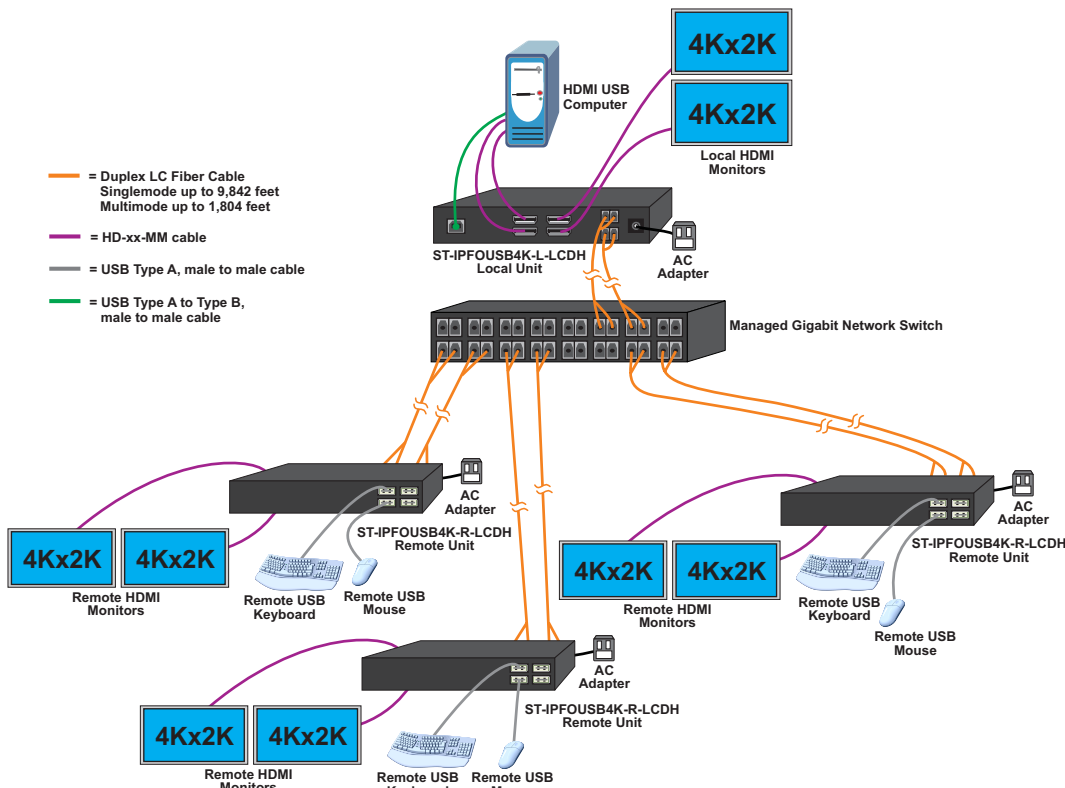 4Kx2K
4Kx2K
HDMI USB
Computer
Local HDMI
Monitors
= Duplex LC Fiber Cable
Singlemode up to 9,842 feet
Multimode up to 1,804 feet
= HD-xx-MM cable
= USB Type A, male to male cable
= USB Type A to Type B,
male to male cable
ST-IPFOUSB4K-L-LCDH
Local Unit
AC
Adapter
Managed Gigabit Network Switch
AC
Adapter
ST-IPFOUSB4K-R-LCDH
Remote Unit
4Kx2K
4Kx2K
Remote HDMI
Monitors
Remote USB
Keyboard
Remote USB
Mouse
AC
Adapter
ST-IPFOUSB4K-R-LCDH
Remote Unit
4Kx2K
4Kx2K
Remote HDMI
Monitors
Remote USB
Keyboard
Remote USB
Mouse
AC
Adapter
ST-IPFOUSB4K-R-LCDH
Remote Unit
4Kx2K
4Kx2K
Remote HDMI
Remote USB
Remote USB